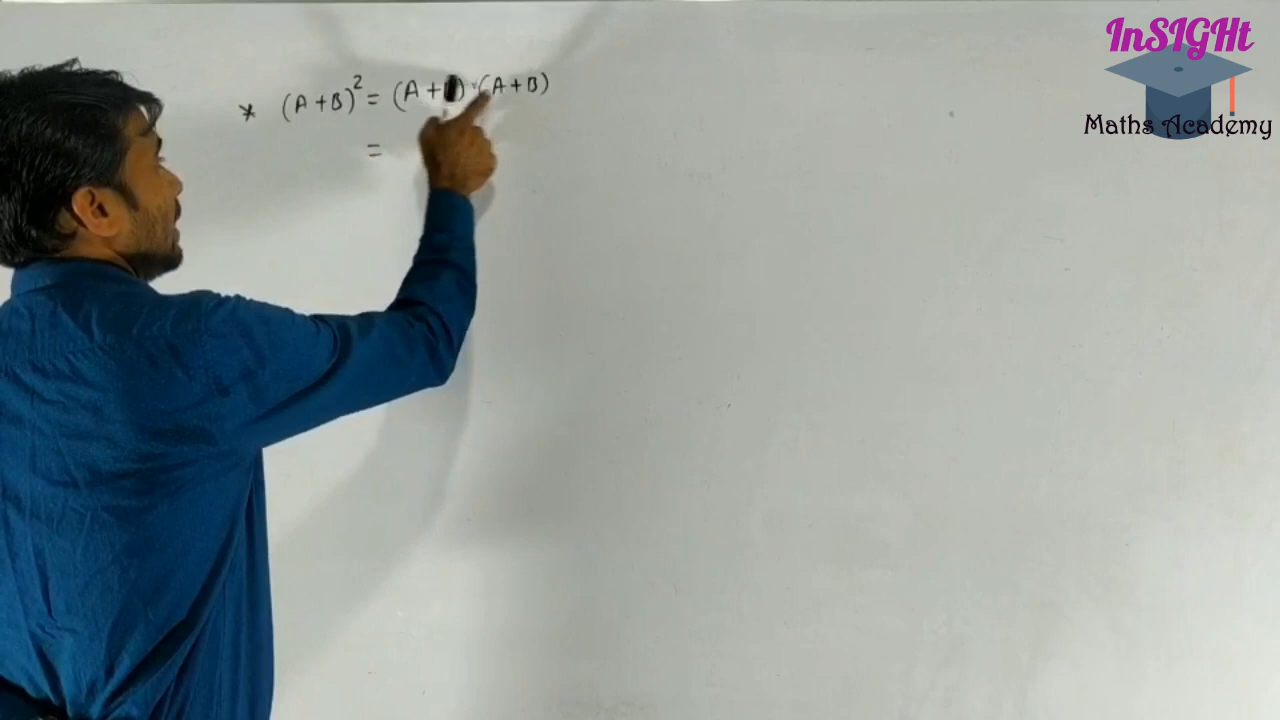 InSIGHt
Maths Academy
* (A+B)² = (A + ) · (A+B)
=